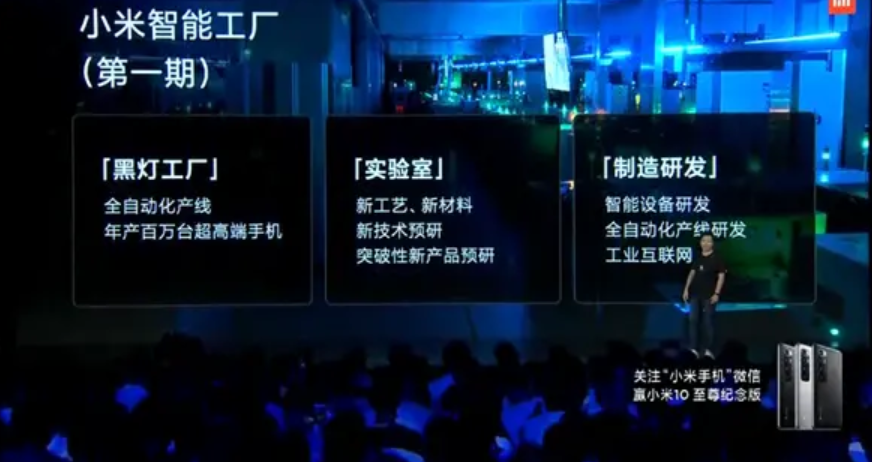 小米智能工厂
（第一期）
「黑灯工厂」
全自动化产线
年产百万台超高端手机
「实验室」
新工艺、新材料
新技术预研
突破性新产品预研
「制造研发」
智能设备研发
全自动化产线研发
工业互联网
关注“小米手机”微信
赢小米10 至尊纪念版